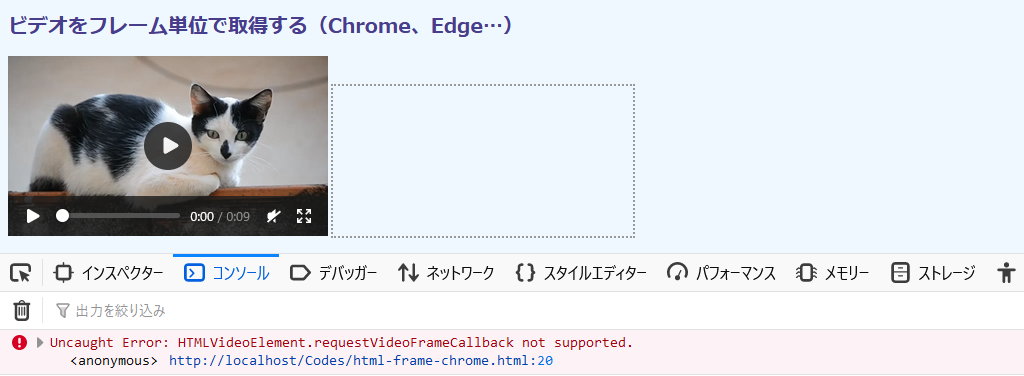 ビデオをフレーム単位で取得する（Chrome、Edge…）
0:00 / 0:09
インスペクター コンソール デバッガー ネットワーク スタイルエディター パフォーマンス メモリー ストレージ
出力を絞り込み
Uncaught Error: HTMLVideoElement.requestVideoFrameCallback not supported.
<anonymous> http://localhost/Codes/html-frame-chrome.html:20